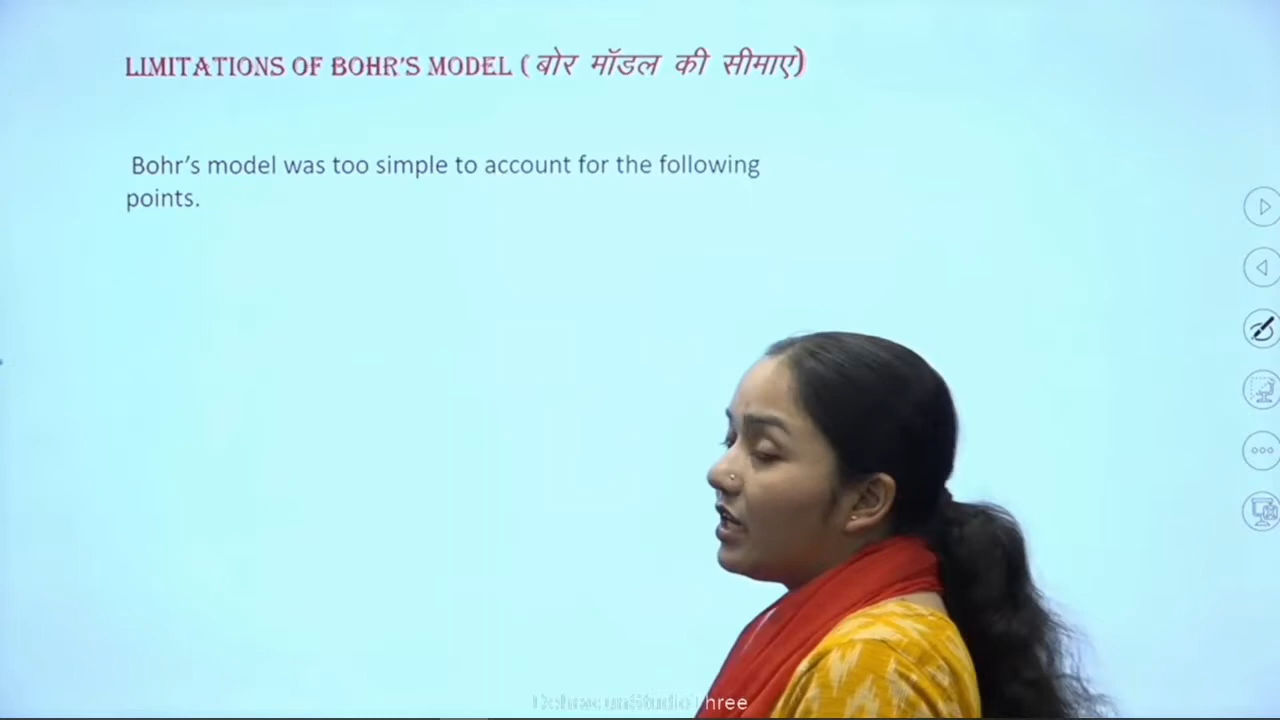 LIMITATIONS OF BOHR'S MODEL ( बोर मॉडल की सीमाए)
Bohr's model was too simple to account for the following
points.